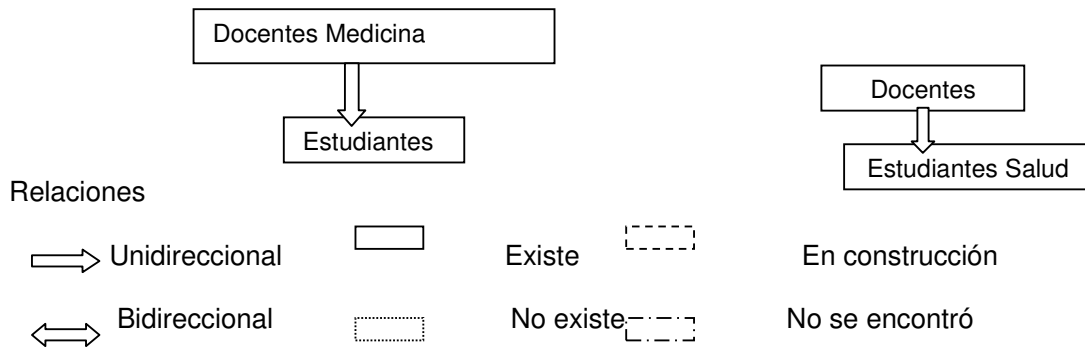 Docentes Medicina
Docentes
Estudiantes
Estudiantes Salud
Relaciones
Unidireccional Existe En construcción
Bidireccional No existe No se encontró